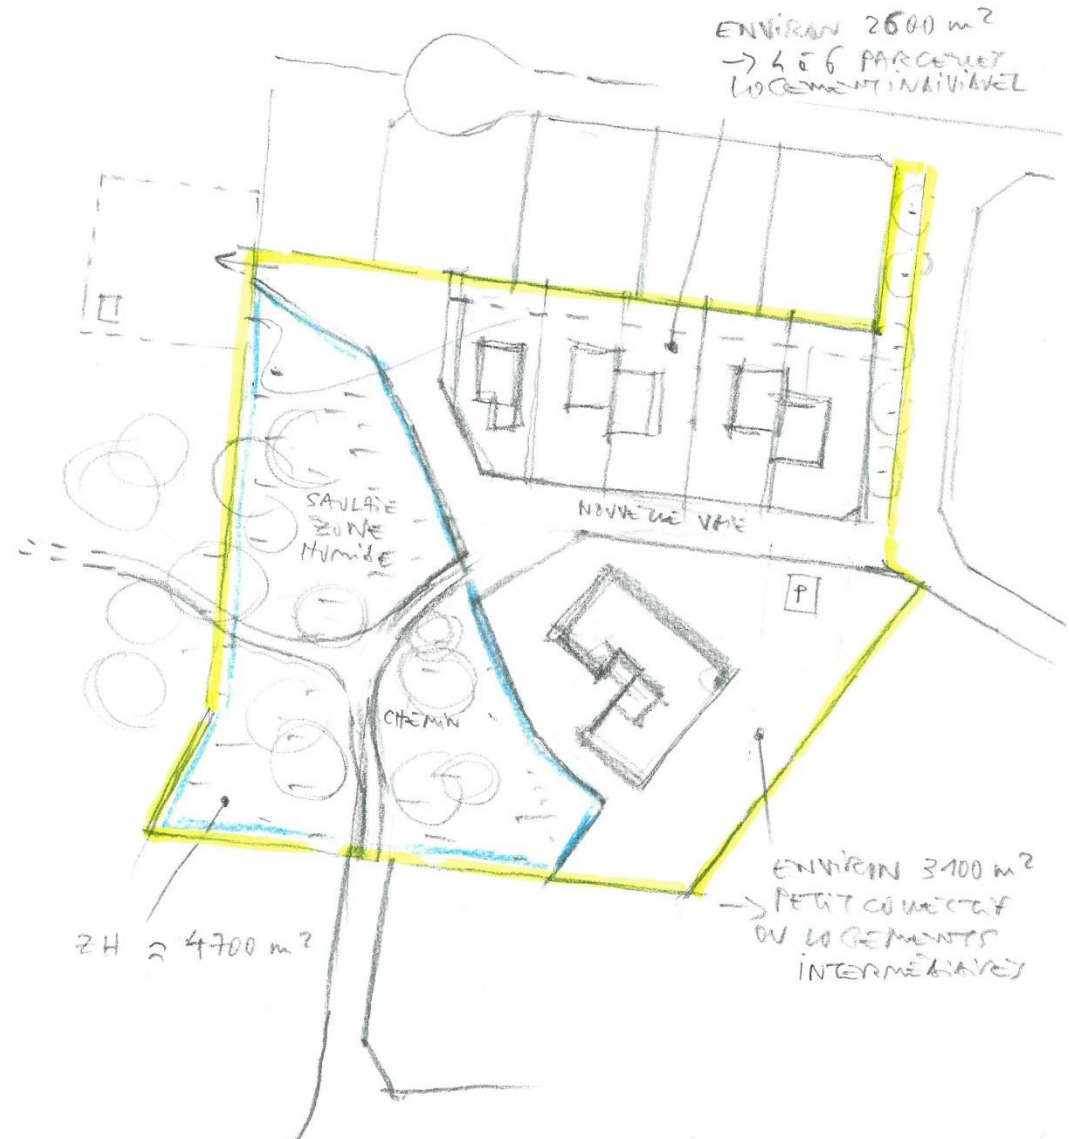 ENVIRON 2600 m²
→ 4 à 6 PARCELLES
LOGEMENT INDIVIDUEL
SAULAIE
ZONE
HUMIDE
NOUVELLE VOIE
P
CHEMIN
ENVIRON 3100 m²
→ PETIT COLLECTIF
OU LOGEMENTS
INTERMÉDIAIRES
ZH ≈ 4700 m²